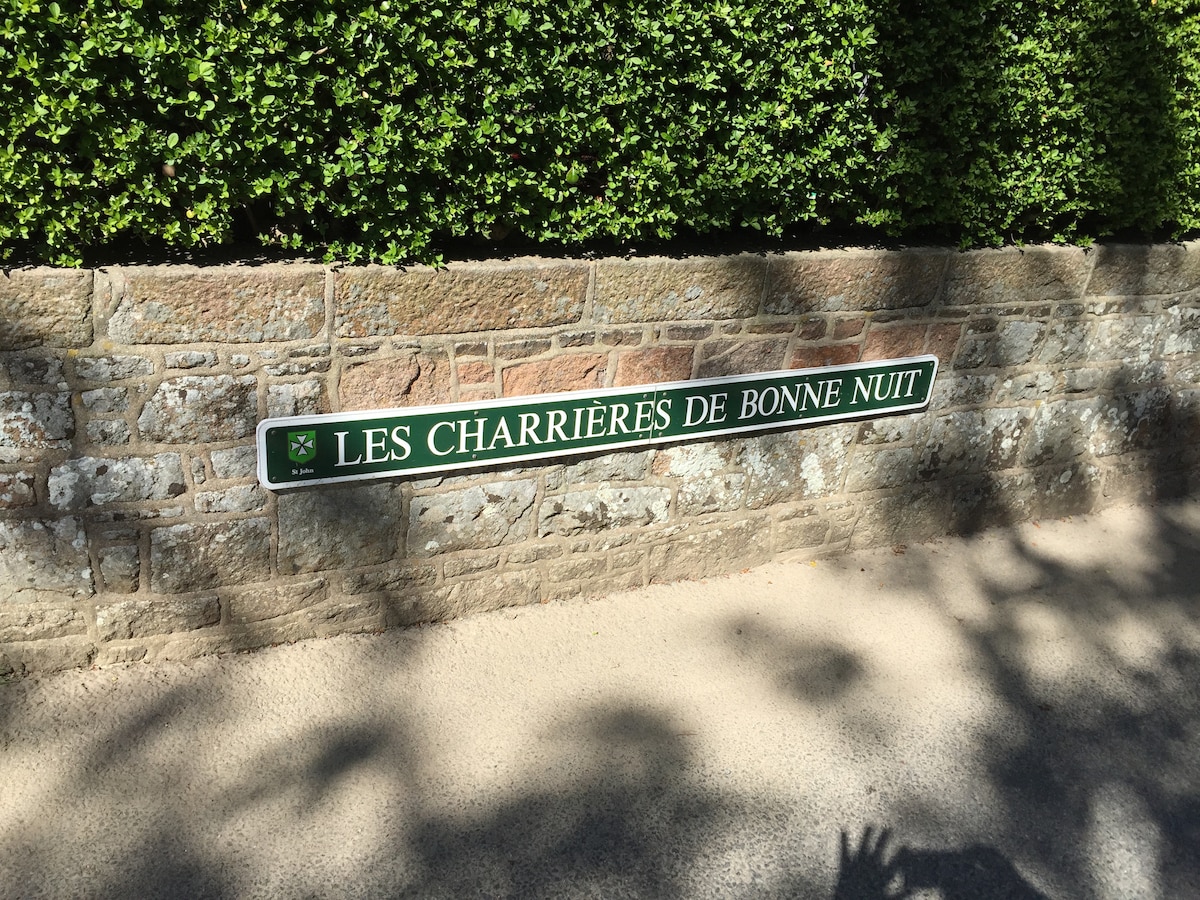 LES CHARRIÈRES DE BONNE NUIT
St John